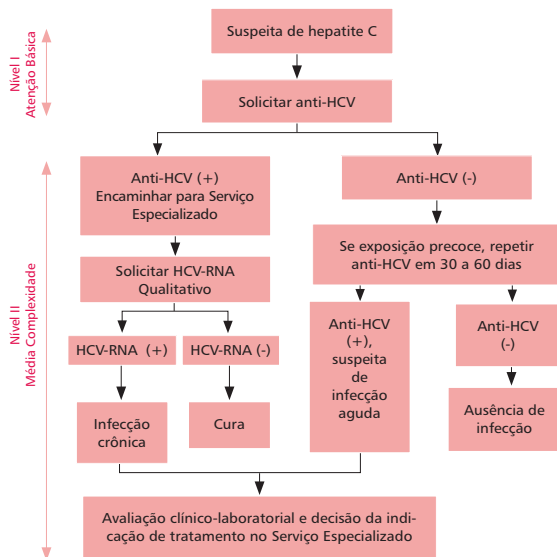 Nível I
Atenção Básica
Suspeita de hepatite C
Solicitar anti-HCV
Nível II
Média Complexidade
Anti-HCV (+)
Encaminhar para Serviço
Especializado
Anti-HCV (-)
Solicitar HCV-RNA
Qualitativo
Se exposição precoce, repetir
anti-HCV em 30 a 60 dias
HCV-RNA (+)
HCV-RNA (-)
Anti-HCV
(+),
suspeita
de
infecção
aguda
Anti-HCV
(-)
Infecção
crônica
Cura
Ausência de
infecção
Avaliação clínico-laboratorial e decisão da indi-
cação de tratamento no Serviço Especializado